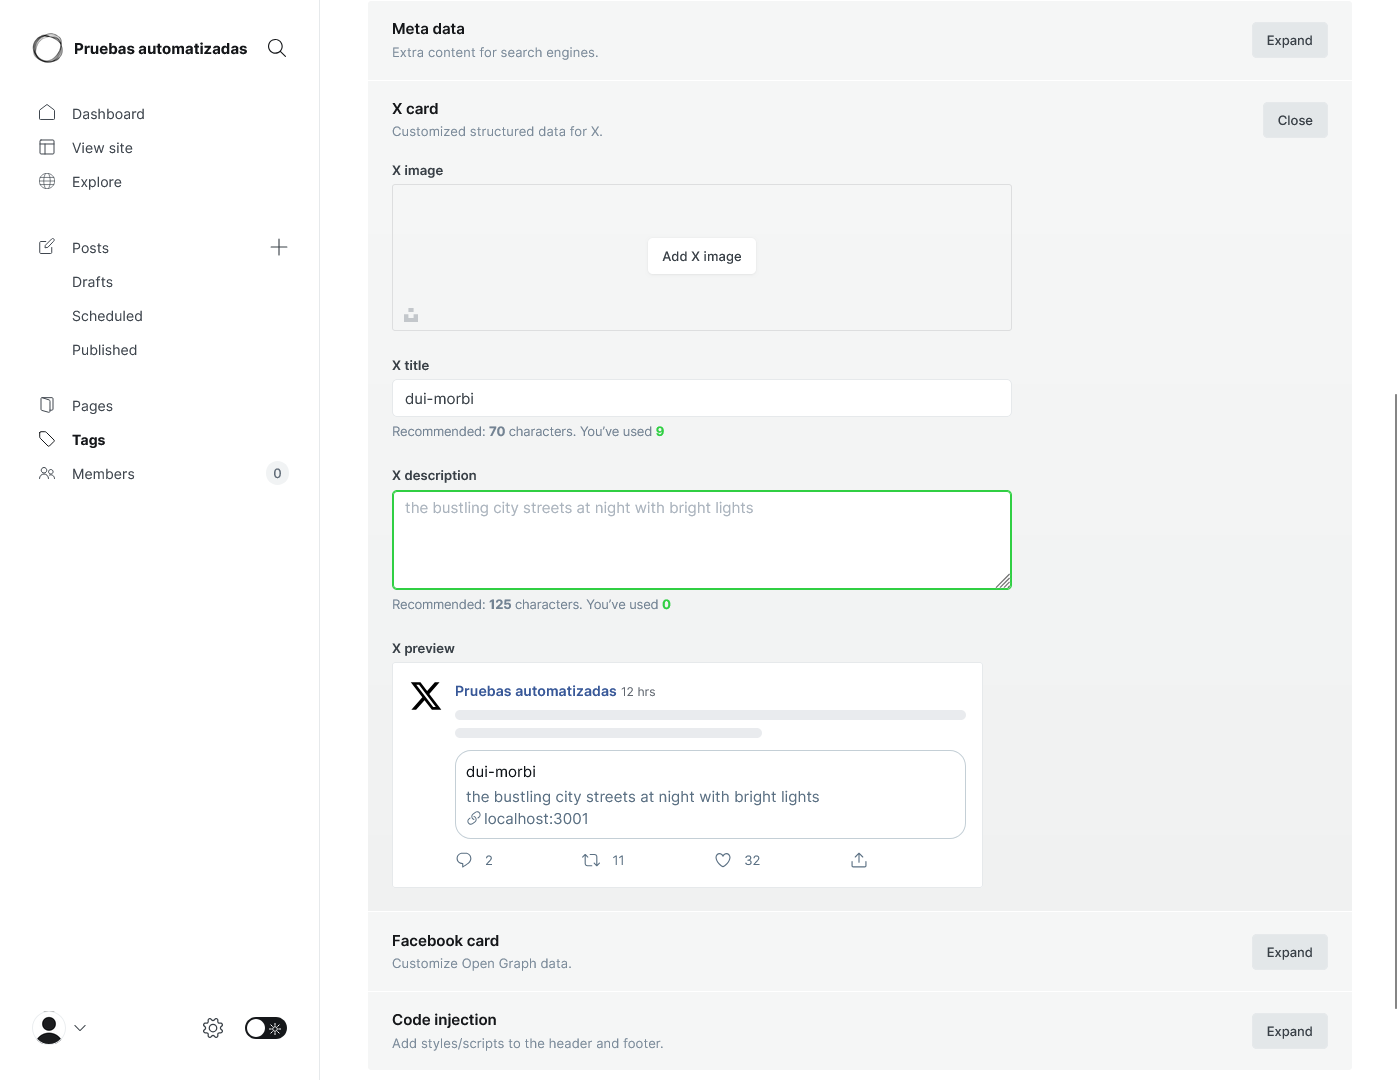 Pruebas automatizadas
Dashboard
View site
Explore
Posts
Drafts
Scheduled
Published
Pages
Tags
Members 0
Meta data
Extra content for search engines.
Expand
X card
Customized structured data for X.
Close
X image
Add X image
X title
dui-morbi
Recommended: 70 characters. You’ve used 9
X description
the bustling city streets at night with bright lights
Recommended: 125 characters. You’ve used 0
X preview
Pruebas automatizadas 12 hrs
dui-morbi
the bustling city streets at night with bright lights
localhost:3001
2 11 32
Facebook card
Customize Open Graph data.
Expand
Code injection
Add styles/scripts to the header and footer.
Expand